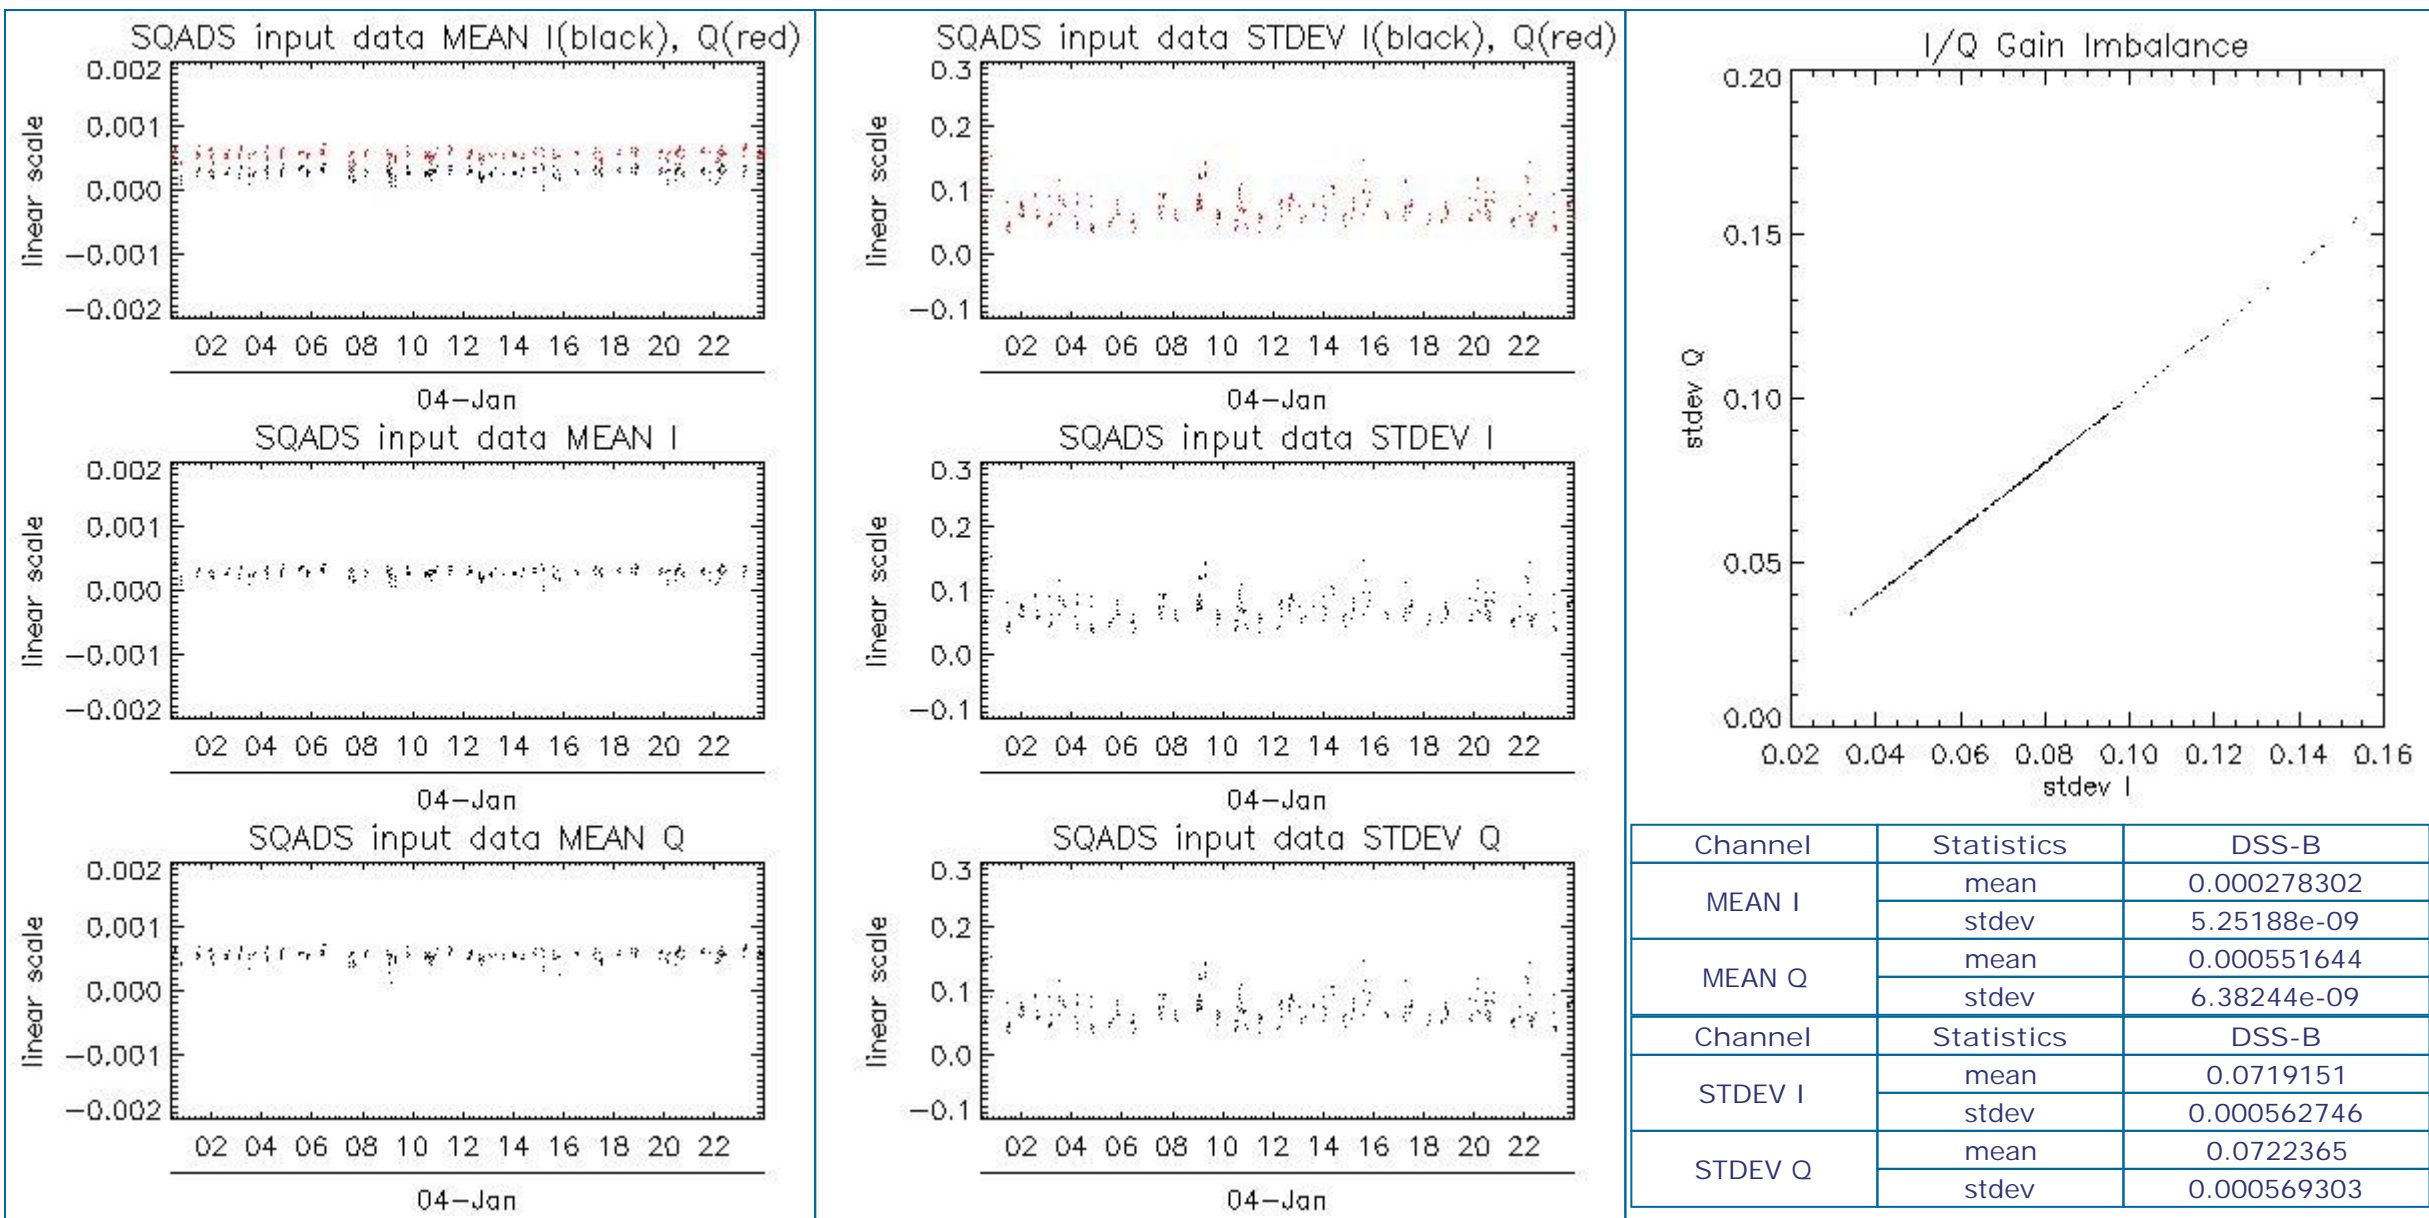 SQADS input data MEAN I(black), Q(red)
0.002
0.001
0.000
−0.001
−0.002
linear scale
02 04 06 08 10 12 14 16 18 20 22
04−Jan
SQADS input data MEAN I
0.002
0.001
0.000
−0.001
−0.002
linear scale
02 04 06 08 10 12 14 16 18 20 22
04−Jan
SQADS input data MEAN Q
0.002
0.001
0.000
−0.001
−0.002
linear scale
02 04 06 08 10 12 14 16 18 20 22
04−Jan
SQADS input data STDEV I(black), Q(red)
0.3
0.2
0.1
0.0
−0.1
linear scale
02 04 06 08 10 12 14 16 18 20 22
04−Jan
SQADS input data STDEV I
0.3
0.2
0.1
0.0
−0.1
linear scale
02 04 06 08 10 12 14 16 18 20 22
04−Jan
SQADS input data STDEV Q
0.3
0.2
0.1
0.0
−0.1
linear scale
02 04 06 08 10 12 14 16 18 20 22
04−Jan
I/Q Gain Imbalance
0.20
0.15
0.10
0.05
0.00
stdev Q
0.02 0.04 0.06 0.08 0.10 0.12 0.14 0.16
stdev I
Channel Statistics DSS-B
MEAN I mean 0.000278302
stdev 5.25188e-09
MEAN Q mean 0.000551644
stdev 6.38244e-09
Channel Statistics DSS-B
STDEV I mean 0.0719151
stdev 0.000562746
STDEV Q mean 0.0722365
stdev 0.000569303